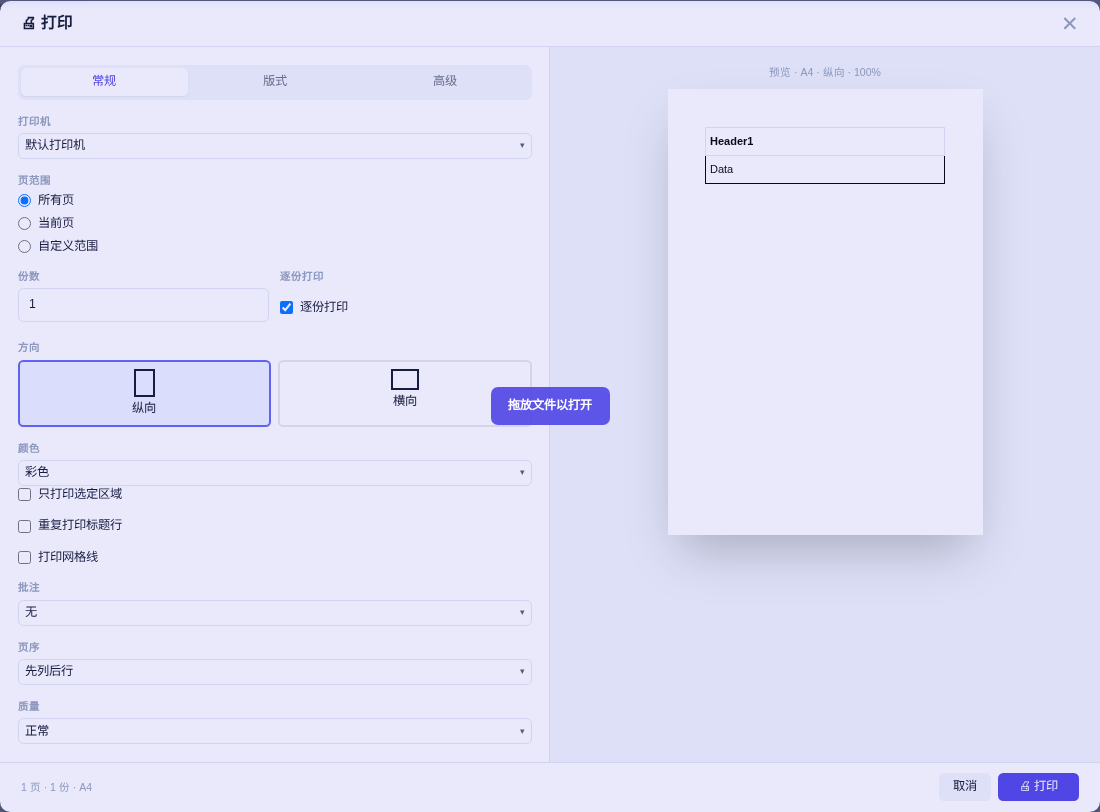 🖨 打印
✕
常规 版式 高级
打印机
默认打印机
页范围
所有页
当前页
自定义范围
份数 逐份打印
1 逐份打印
方向
纵向 横向
拖放文件以打开
颜色
彩色
只打印选定区域
重复打印标题行
打印网格线
批注
无
页序
先列后行
质量
正常
预览 · A4 · 纵向 · 100%
Header1
Data
1 页 · 1 份 · A4
取消 🖨 打印